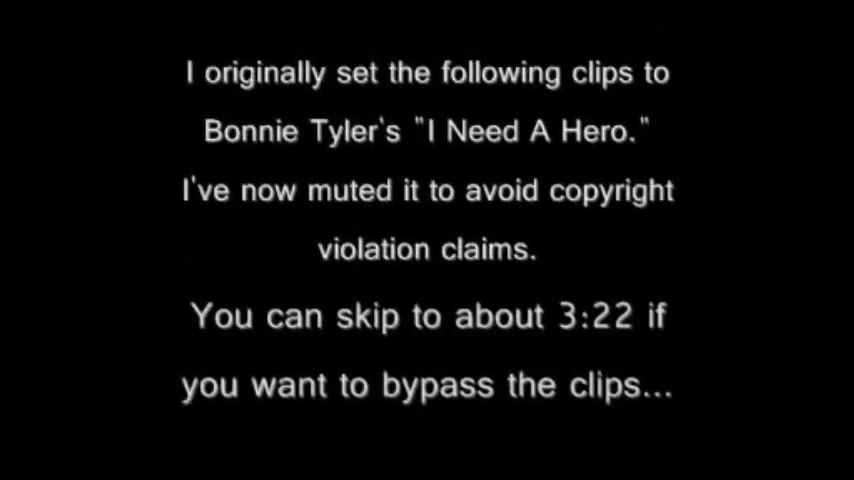 I originally set the following clips to
Bonnie Tyler's "I Need A Hero."
I've now muted it to avoid copyright
violation claims.
You can skip to about 3:22 if
you want to bypass the clips...